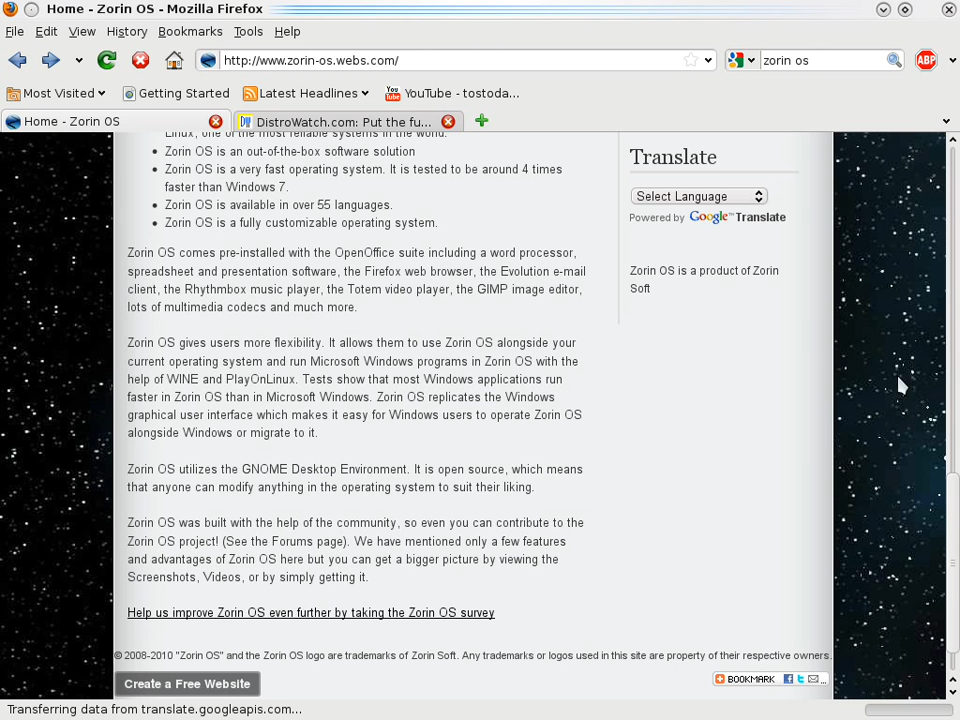 Home - Zorin OS - Mozilla Firefox
File Edit View History Bookmarks Tools Help
http://www.zorin-os.webs.com/
zorin os
ABP
Most Visited Getting Started Latest Headlines YouTube - tostoda...
Home - Zorin OS DistroWatch.com: Put the fu...
Linux, one of the most reliable systems in the world.
• Zorin OS is an out-of-the-box software solution
• Zorin OS is a very fast operating system. It is tested to be around 4 times
faster than Windows 7.
• Zorin OS is available in over 55 languages.
• Zorin OS is a fully customizable operating system.
Zorin OS comes pre-installed with the OpenOffice suite including a word processor,
spreadsheet and presentation software, the Firefox web browser, the Evolution e-mail
client, the Rhythmbox music player, the Totem video player, the GIMP image editor,
lots of multimedia codecs and much more.
Zorin OS gives users more flexibility. It allows them to use Zorin OS alongside your
current operating system and run Microsoft Windows programs in Zorin OS with the
help of WINE and PlayOnLinux. Tests show that most Windows applications run
faster in Zorin OS than in Microsoft Windows. Zorin OS replicates the Windows
graphical user interface which makes it easy for Windows users to operate Zorin OS
alongside Windows or migrate to it.
Zorin OS utilizes the GNOME Desktop Environment. It is open source, which means
that anyone can modify anything in the operating system to suit their liking.
Zorin OS was built with the help of the community, so even you can contribute to the
Zorin OS project! (See the Forums page). We have mentioned only a few features
and advantages of Zorin OS here but you can get a bigger picture by viewing the
Screenshots, Videos, or by simply getting it.
Help us improve Zorin OS even further by taking the Zorin OS survey
Translate
Select Language
Powered by Google™ Translate
Zorin OS is a product of Zorin
Soft
© 2008-2010 "Zorin OS" and the Zorin OS logo are trademarks of Zorin Soft. Any trademarks or logos used in this site are property of their respective owners.
Create a Free Website
BOOKMARK
Transferring data from translate.googleapis.com...